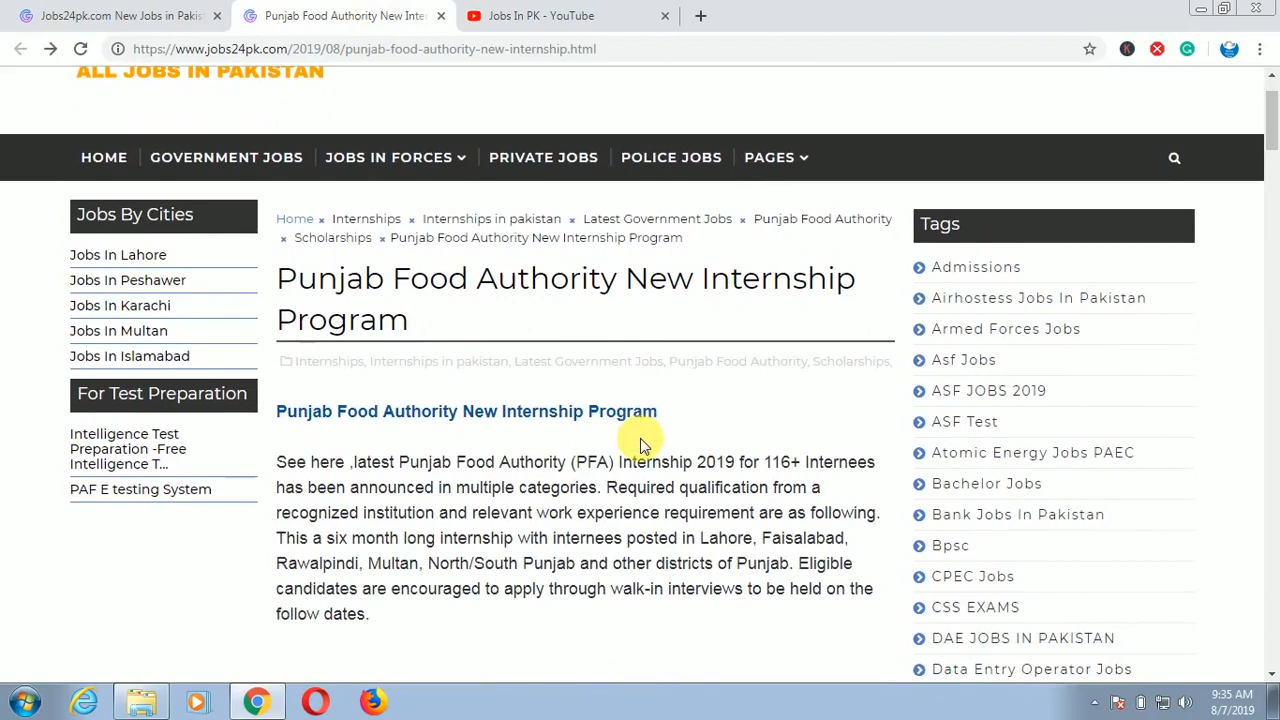 Jobs24pk.com New Jobs in Pakis
Punjab Food Authority New Inter
Jobs In PK - YouTube
https://www.jobs24pk.com/2019/08/punjab-food-authority-new-internship.html
ALL JOBS IN PAKISTAN
HOME GOVERNMENT JOBS JOBS IN FORCES PRIVATE JOBS POLICE JOBS PAGES
Jobs By Cities
Jobs In Lahore
Jobs In Peshawer
Jobs In Karachi
Jobs In Multan
Jobs In Islamabad
For Test Preparation
Intelligence Test
Preparation -Free
Intelligence T...
PAF E testing System
Home × Internships × Internships in pakistan × Latest Government Jobs × Punjab Food Authority
× Scholarships × Punjab Food Authority New Internship Program
Punjab Food Authority New Internship
Program
Internships, Internships in pakistan, Latest Government Jobs, Punjab Food Authority, Scholarships,
Punjab Food Authority New Internship Program
See here ,latest Punjab Food Authority (PFA) Internship 2019 for 116+ Internees
has been announced in multiple categories. Required qualification from a
recognized institution and relevant work experience requirement are as following.
This a six month long internship with internees posted in Lahore, Faisalabad,
Rawalpindi, Multan, North/South Punjab and other districts of Punjab. Eligible
candidates are encouraged to apply through walk-in interviews to be held on the
follow dates.
Tags
Admissions
Airhostess Jobs In Pakistan
Armed Forces Jobs
Asf Jobs
ASF JOBS 2019
ASF Test
Atomic Energy Jobs PAEC
Bachelor Jobs
Bank Jobs In Pakistan
Bpsc
CPEC Jobs
CSS EXAMS
DAE JOBS IN PAKISTAN
Data Entry Operator Jobs
9:35 AM
8/7/2019